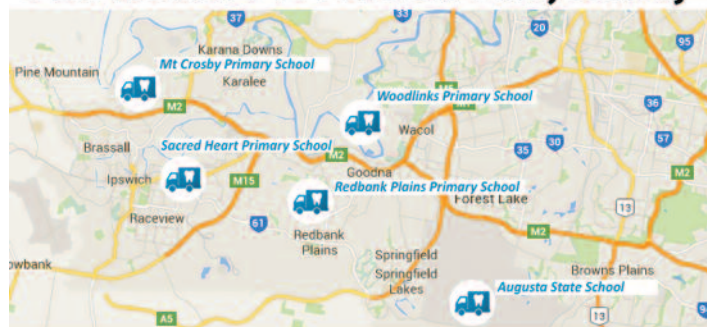 37
33
Karana Downs
20
Mt Crosby Primary School
95
Pine Mountain
Karalee
Woodlinks Primary School
36
M2
Wacol
57
Brassall
Sacred Heart Primary School
35
30
M2
Ipswich
M15
Goodna
Redbank Plains Primary School
Forest Lake
13
Raceview
61
Redbank
Plains
M2
Springfield
owbank
Springfield
Lakes
Browns Plains
Augusta State School
A5
13